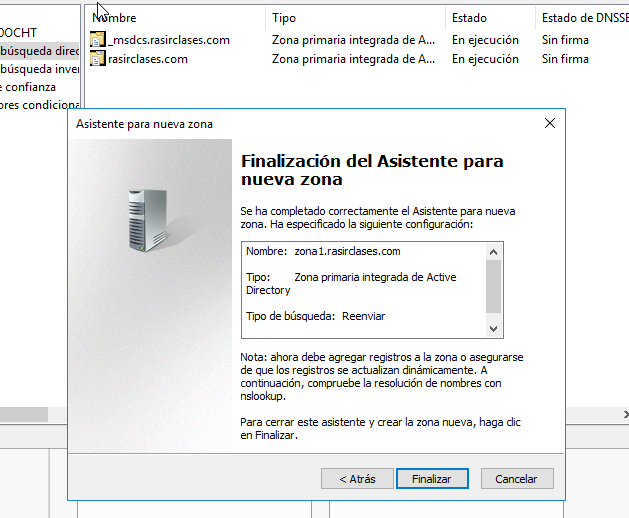 Nombre Tipo Estado Estado de DNSSE
OOCHT
búsqueda direc
búsqueda inver
e confianza
ores condiciona
_msdcs.rasirclases.com Zona primaria integrada de A... En ejecución Sin firma
rasirclases.com Zona primaria integrada de A... En ejecución Sin firma
Asistente para nueva zona
Finalización del Asistente para
nueva zona
Se ha completado correctamente el Asistente para nueva
zona. Ha especificado la siguiente configuración:
Nombre: zona1.rasirclases.com
Tipo: Zona primaria integrada de Active
Directory
Tipo de búsqueda: Reenviar
Nota: ahora debe agregar registros a la zona o asegurarse
de que los registros se actualizan dinámicamente. A
continuación, compruebe la resolución de nombres con
nslookup.
Para cerrar este asistente y crear la zona nueva, haga clic
en Finalizar.
< Atrás Finalizar Cancelar